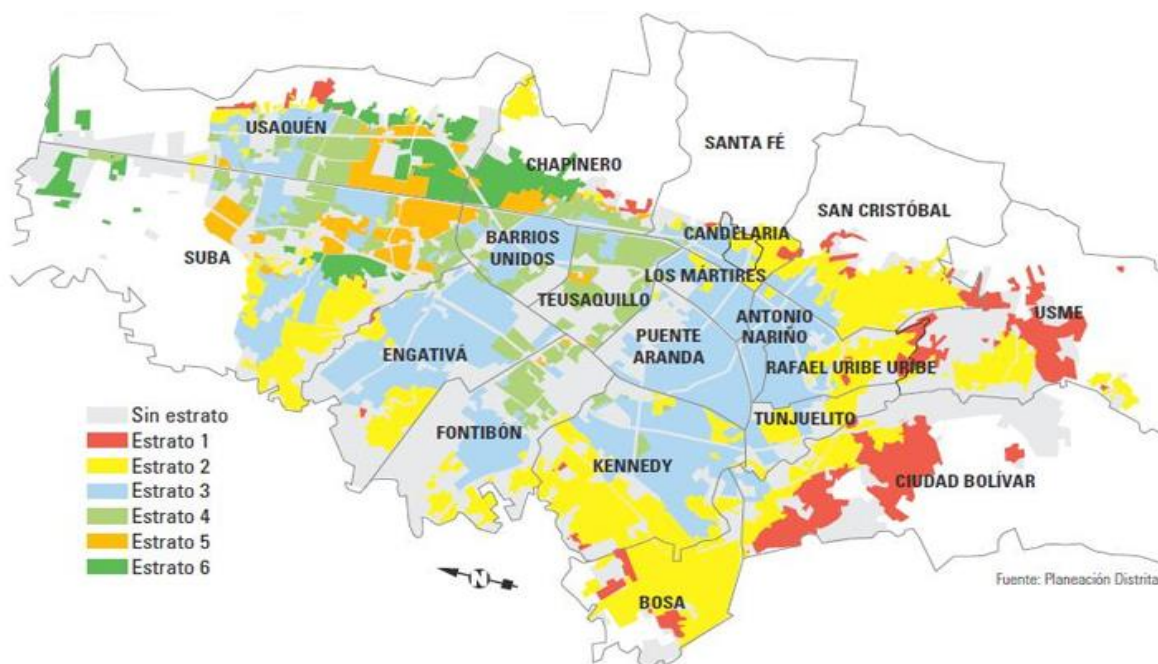 USAQUÉN
CHAPINERO
SANTA FÉ
SAN CRISTÓBAL
SUBA
BARRIOS
UNIDOS
CANDELARIA
LOS MÁRTIRES
TEUSAQUILLO
USME
ENGATIVÁ
PUENTE
ARANDA
ANTONIO
NARIÑO
RAFAEL URIBE URÍBE
TUNJUELITO
FONTIBÓN
KENNEDY
CIUDAD BOLÍVAR
BOSA
Sin estrato
Estrato 1
Estrato 2
Estrato 3
Estrato 4
Estrato 5
Estrato 6
N
Fuente: Planeación Distrita